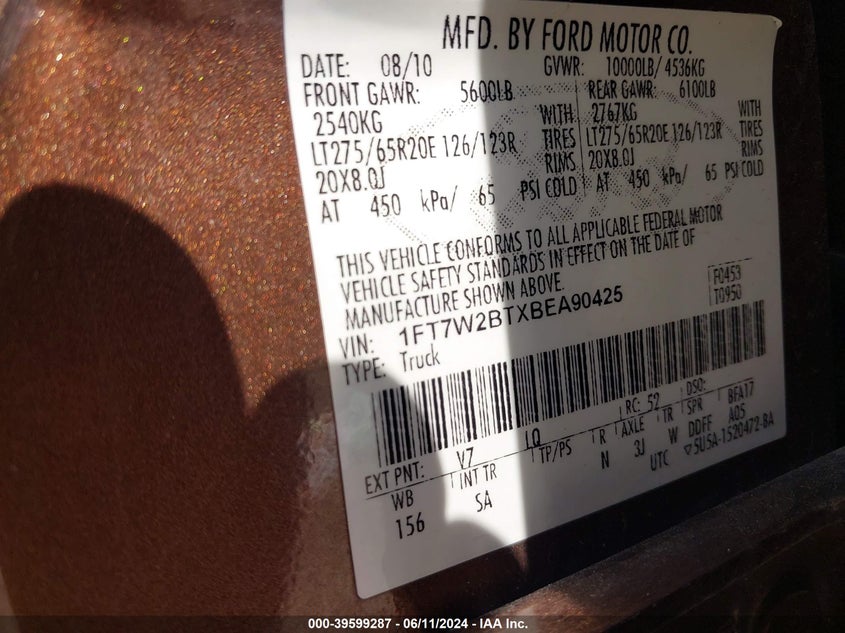 MFD. BY FORD MOTOR CO.
DATE: 08/10 GVWR: 10000LB/ 4536KG
FRONT GAWR: 5600LB REAR GAWR: 6100LB
2540KG WITH 2767KG WITH
LT275/65R20E 126/123R TIRES LT275/65R20E 126/123R TIRES
20X8.0J RIMS 20X8.0J RIMS
AT 450 kPa/ 65 PSI COLD AT 450 kPa/ 65 PSI COLD
THIS VEHICLE CONFORMS TO ALL APPLICABLE FEDERAL MOTOR
VEHICLE SAFETY STANDARDS IN EFFECT ON THE DATE OF
MANUFACTURE SHOWN ABOVE. F0453
VIN: 1FT7W2BTXBEA90425 T0950
TYPE: Truck
EXT PNT: V7 LQ RC: 52 DSO:
WB INT TR TP/PS R AXLE TR SPR BFA17
156 SA N 3J W DDFF A05
UTC ▽5U5A-1520472-BA
000-39599287 - 06/11/2024 - IAA Inc.